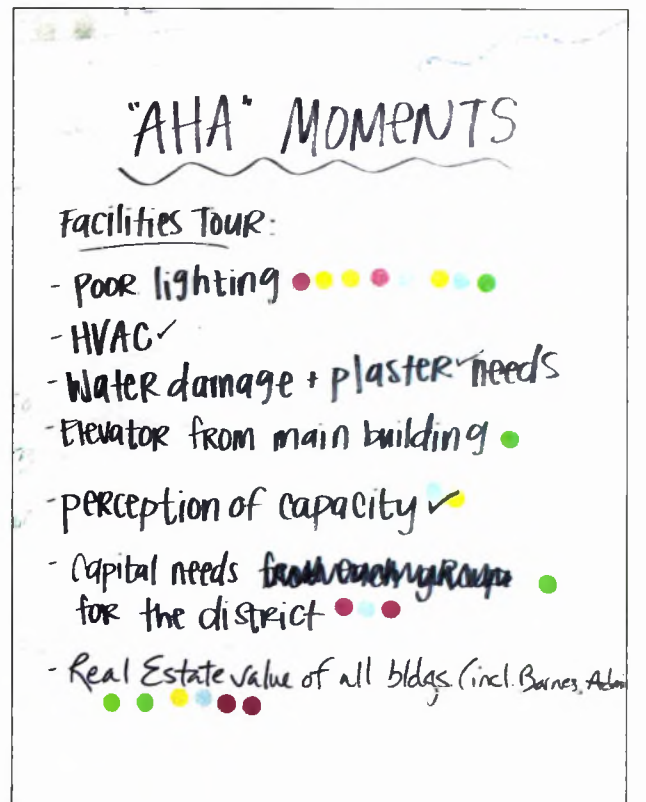 "AHA" MOMENTS
Facilities Tour:
- Poor lighting
- HVAC ✓
- Water damage + plaster ✓ needs
- Elevator from main building
- perception of capacity ✓
- Capital needs
for the district
- Real Estate value of all bldgs (incl. Barnes,